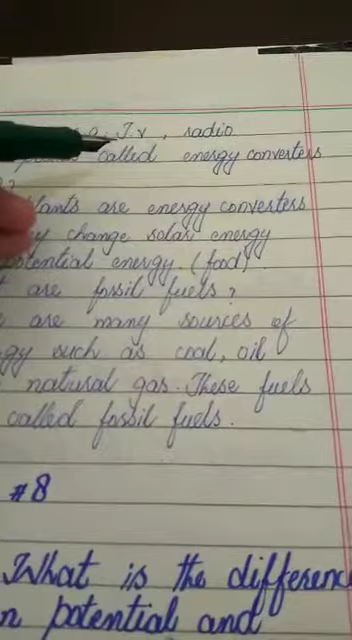 T.v, radio
called energy converters
plants are energy converters
change solar energy
potential energy. (food)
are fossil fuels?
are many sources of
such as coal, oil
natural gas. These fuels
called fossil fuels.
#8
What is the differenc
potential and